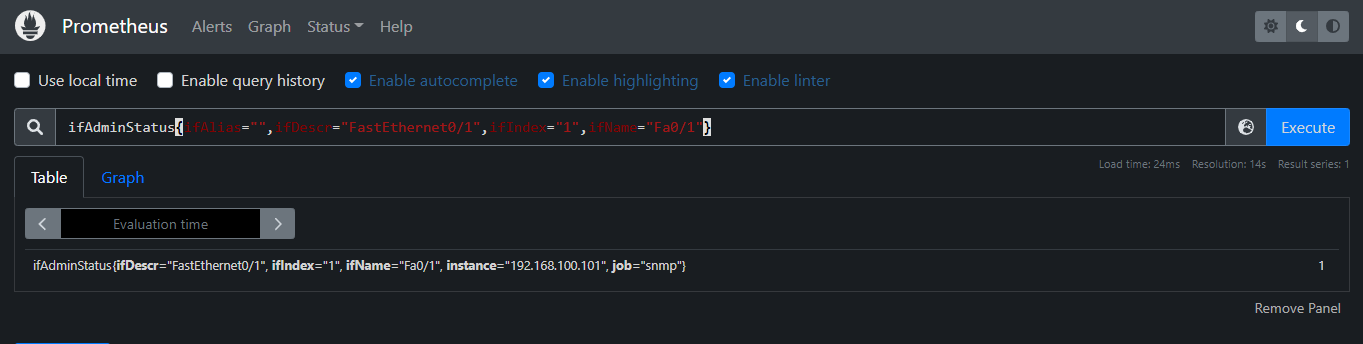 Prometheus Alerts Graph Status Help
Use local time Enable query history Enable autocomplete Enable highlighting Enable linter
ifAdminStatus{ifAlias="",ifDescr="FastEthernet0/1",ifIndex="1",ifName="Fa0/1"} Execute
Load time: 24ms Resolution: 14s Result series: 1
Table Graph
Evaluation time
ifAdminStatus{ifDescr="FastEthernet0/1", ifIndex="1", ifName="Fa0/1", instance="192.168.100.101", job="snmp"} 1
Remove Panel